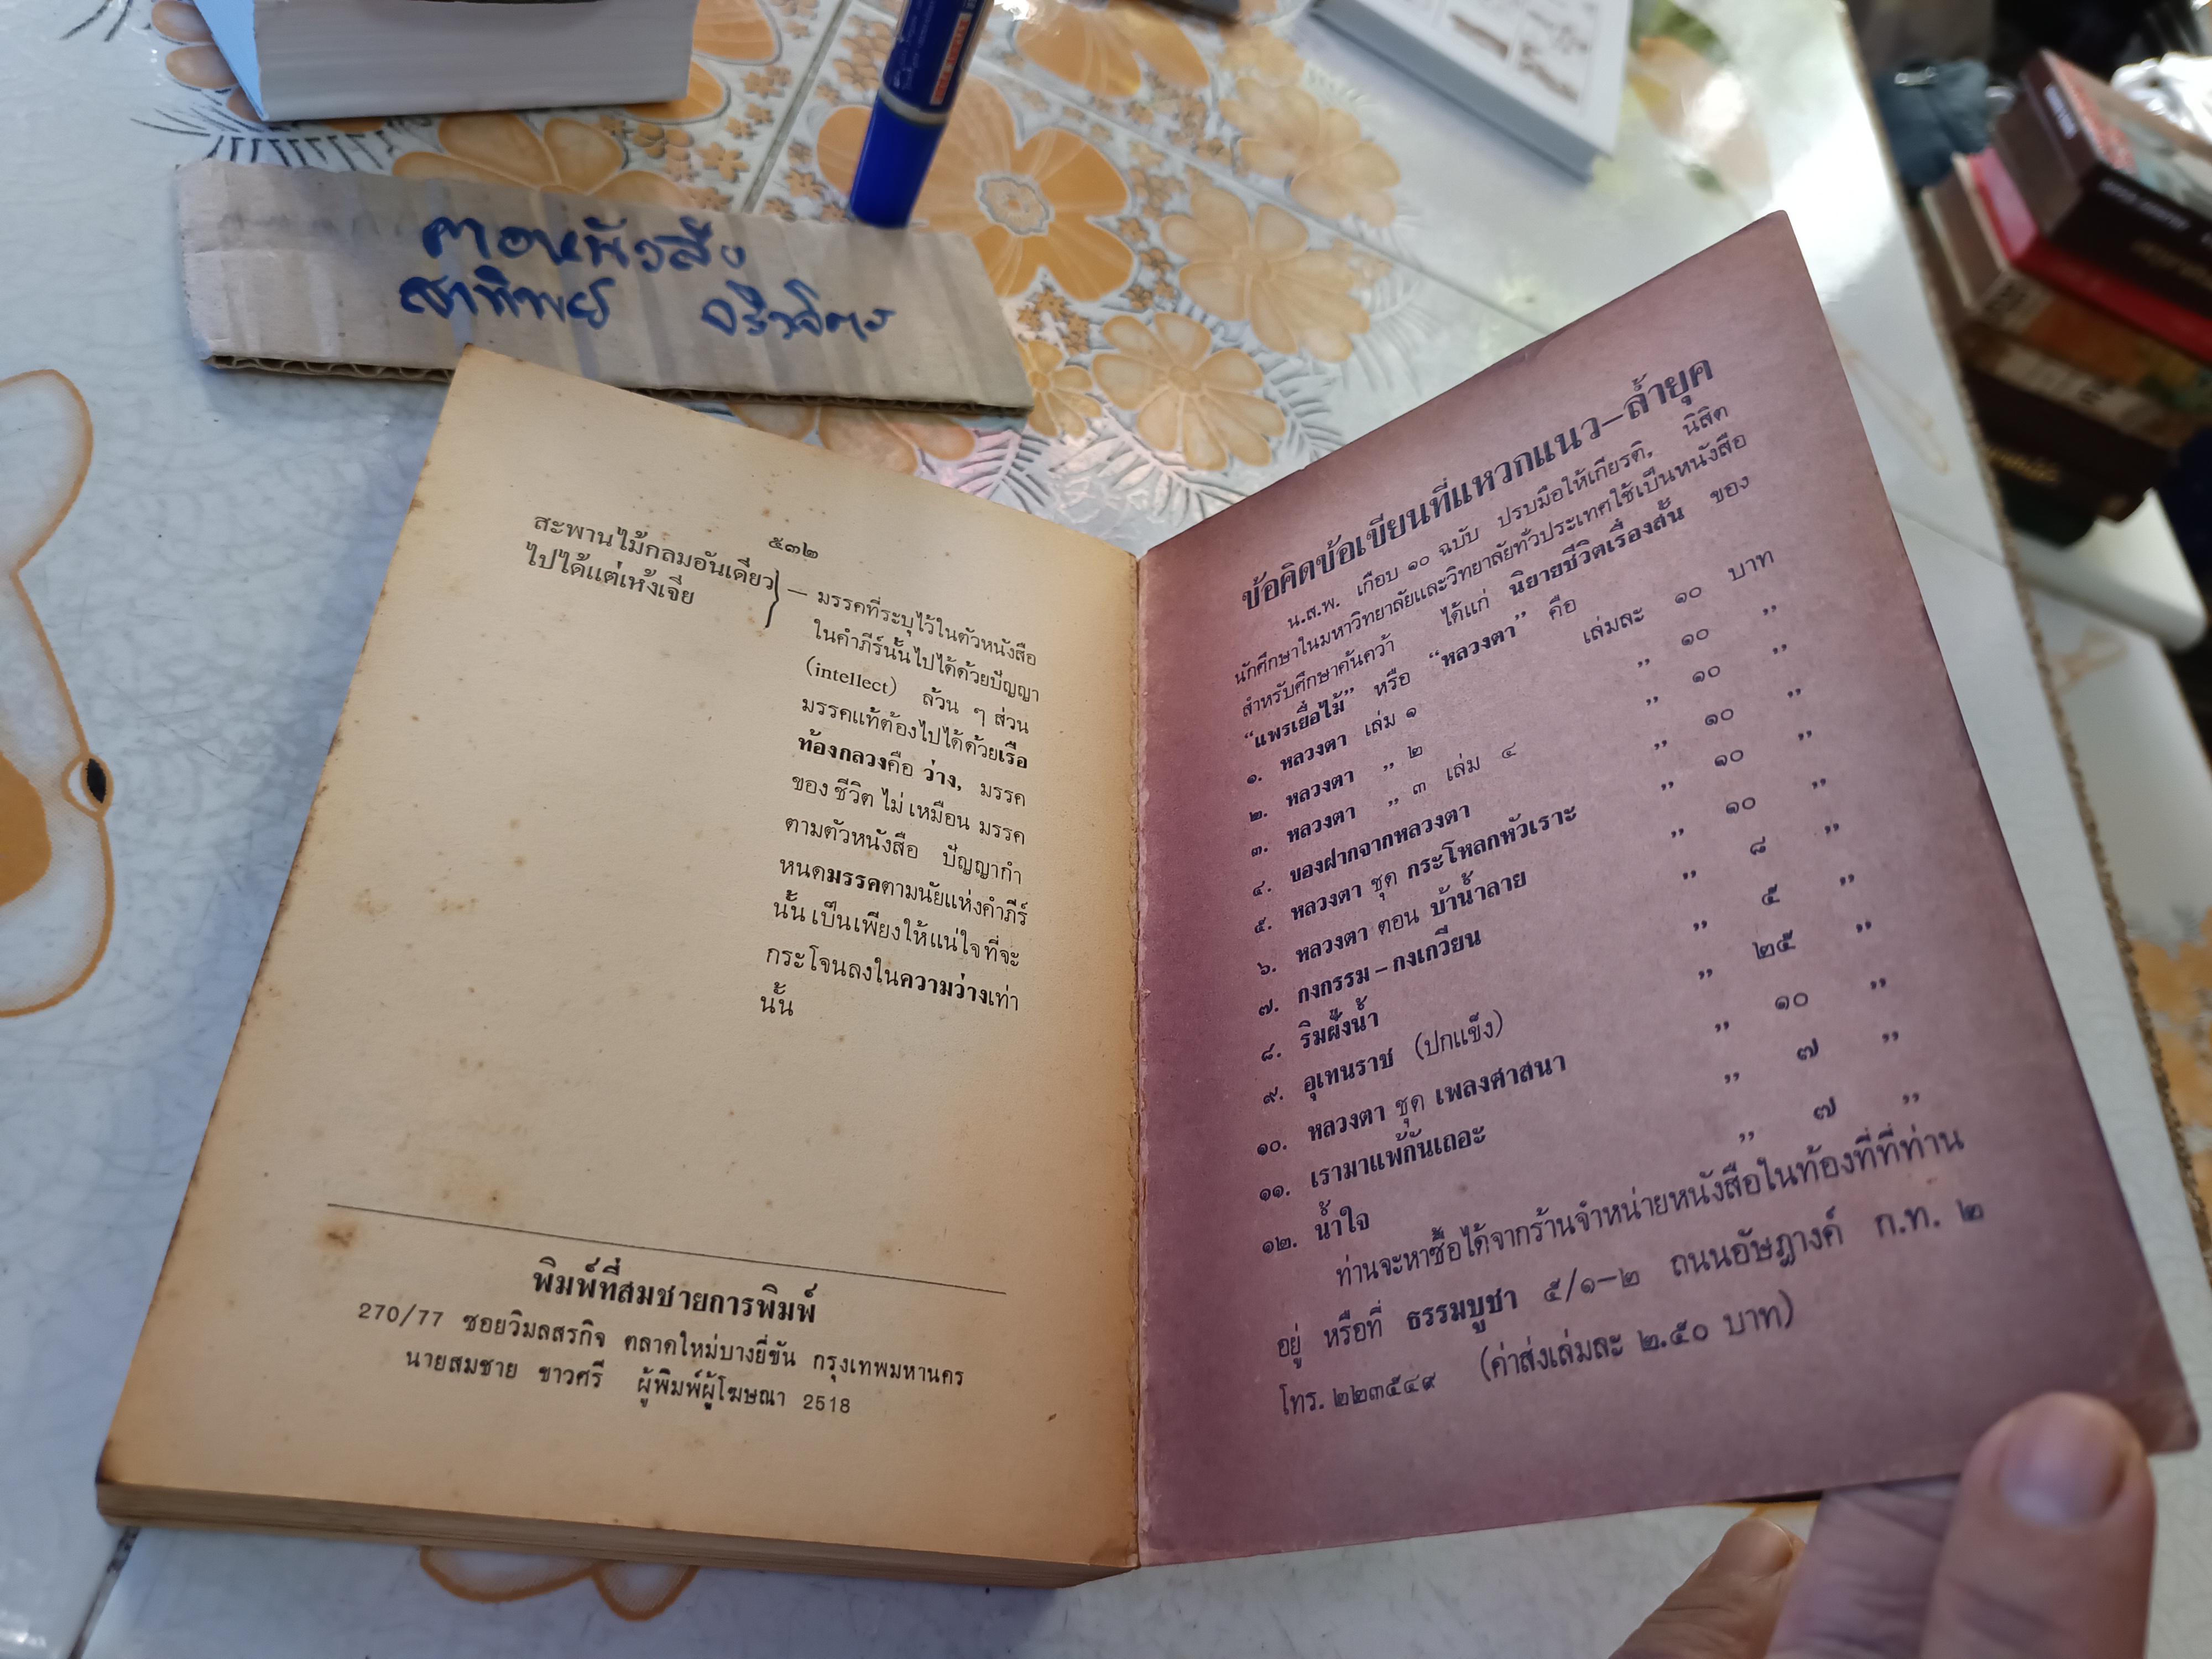 สาทิพย์
๕๓๒
สะพานไม้กลมอันเดียว
ไปได้แต่เห้งเจีย
} — มรรคที่ระบุไว้ในตัวหนังสือ
ในคำภีร์นั้นไปได้ด้วยปัญญา
(intellect) ล้วน ๆ ส่วน
มรรคแท้ต้องไปได้ด้วยเรือ
ท้องกลวงคือ ว่าง, มรรค
ของ ชีวิต ไม่ เหมือน มรรค
ตามตัวหนังสือ ปัญญากำ
หนดมรรคตามนัยแห่งคำภีร์
นั้น เป็นเพียงให้แน่ใจที่จะ
กระโจนลงในความว่างเท่า
นั้น
พิมพ์ที่สมชายการพิมพ์
270/77 ซอยวิมลสรกิจ ตลาดใหม่บางยี่ขัน กรุงเทพมหานคร
นายสมชาย ขาวศรี ผู้พิมพ์ผู้โฆษณา 2518
ข้อคิดข้อเขียนที่แหวกแนว–ล้ำยุค
น.ส.พ. เกือบ ๑๐ ฉบับ ปรบมือให้เกียรติ, นิสิต
นักศึกษาในมหาวิทยาลัยและวิทยาลัยทั่วประเทศใช้เป็นหนังสือ
สำหรับศึกษาค้นคว้า ได้แก่ นิยายชีวิตเรื่องสั้น ของ
“แพรเยื่อไม้” หรือ “หลวงตา” คือ
๑. หลวงตา เล่ม ๑ เล่มละ ๑๐ บาท
๒. หลวงตา ,, ๒ ,, ๑๐ ,,
๓. หลวงตา ,, ๓ เล่ม ๔ ,, ๑๐ ,,
๔. ของฝากจากหลวงตา ,, ๑๐ ,,
๕. หลวงตา ชุด กระโหลกหัวเราะ ,, ๑๐ ,,
๖. หลวงตา ตอน บ้าน้ำลาย ,, ๑๐ ,,
๗. กงกรรม – กงเกวียน ,, ๘ ,,
๘. ริมฝั่งน้ำ ,, ๕ ,,
๙. อุเทนราช (ปกแข็ง) ,, ๒๕ ,,
๑๐. หลวงตา ชุด เพลงศาสนา ,, ๑๐ ,,
๑๑. เรามาแพ้กันเถอะ ,, ๗ ,,
๑๒. น้ำใจ ,, ๗ ,,
ท่านจะหาซื้อได้จากร้านจำหน่ายหนังสือในท้องที่ที่ท่าน
อยู่ หรือที่ ธรรมบูชา ๕/๑–๒ ถนนอัษฎางค์ ก.ท. ๒
โทร. ๒๒๓๕๔๙ (ค่าส่งเล่มละ ๒.๕๐ บาท)